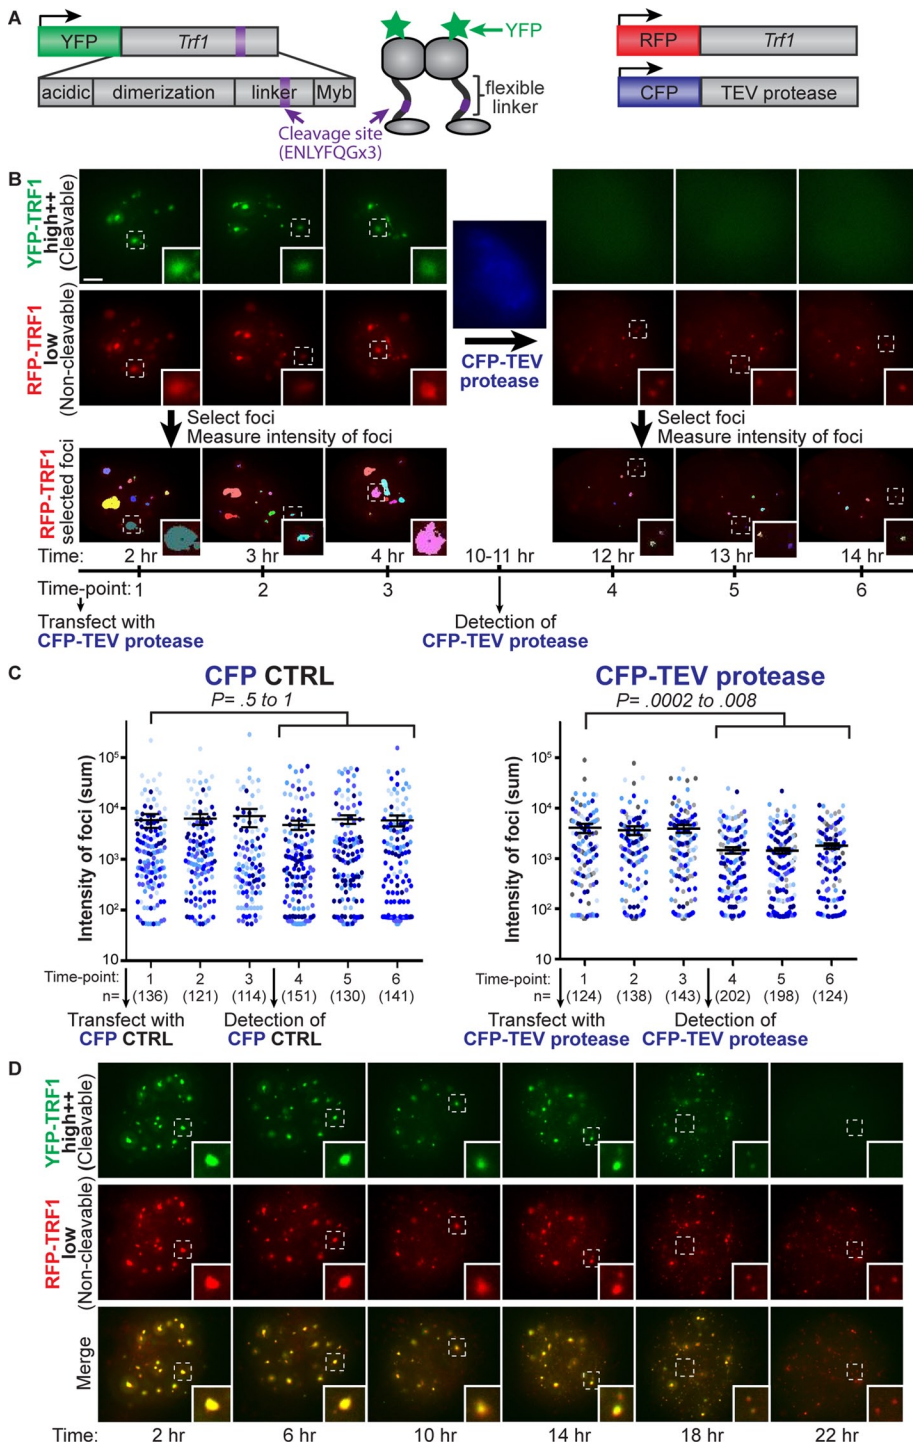 A
YFP
Trf1
acidic
dimerization
linker
Myb
Cleavage site
(ENLYFQGx3)
YFP
flexible
linker
RFP
Trf1
CFP
TEV protease
B
YFP-TRF1
high++
(Cleavable)
RFP-TRF1
low
(Non-cleavable)
CFP-TEV
protease
Select foci
Measure intensity of foci
Select foci
Measure intensity of foci
RFP-TRF1
selected foci
Time: 2 hr 3 hr 4 hr 10-11 hr 12 hr 13 hr 14 hr
Time-point: 1 2 3 4 5 6
Transfect with
CFP-TEV protease
Detection of
CFP-TEV protease
C
CFP CTRL
P= .5 to 1
Intensity of foci (sum)
10⁵
10⁴
10³
10²
10
Time-point: 1 2 3 4 5 6
n= (136) (121) (114) (151) (130) (141)
Transfect with
CFP CTRL
Detection of
CFP CTRL
CFP-TEV protease
P= .0002 to .008
Intensity of foci (sum)
10⁵
10⁴
10³
10²
10
Time-point: 1 2 3 4 5 6
n= (124) (138) (143) (202) (198) (124)
Transfect with
CFP-TEV protease
Detection of
CFP-TEV protease
D
YFP-TRF1
high++
(Cleavable)
RFP-TRF1
low
(Non-cleavable)
Merge
Time: 2 hr 6 hr 10 hr 14 hr 18 hr 22 hr